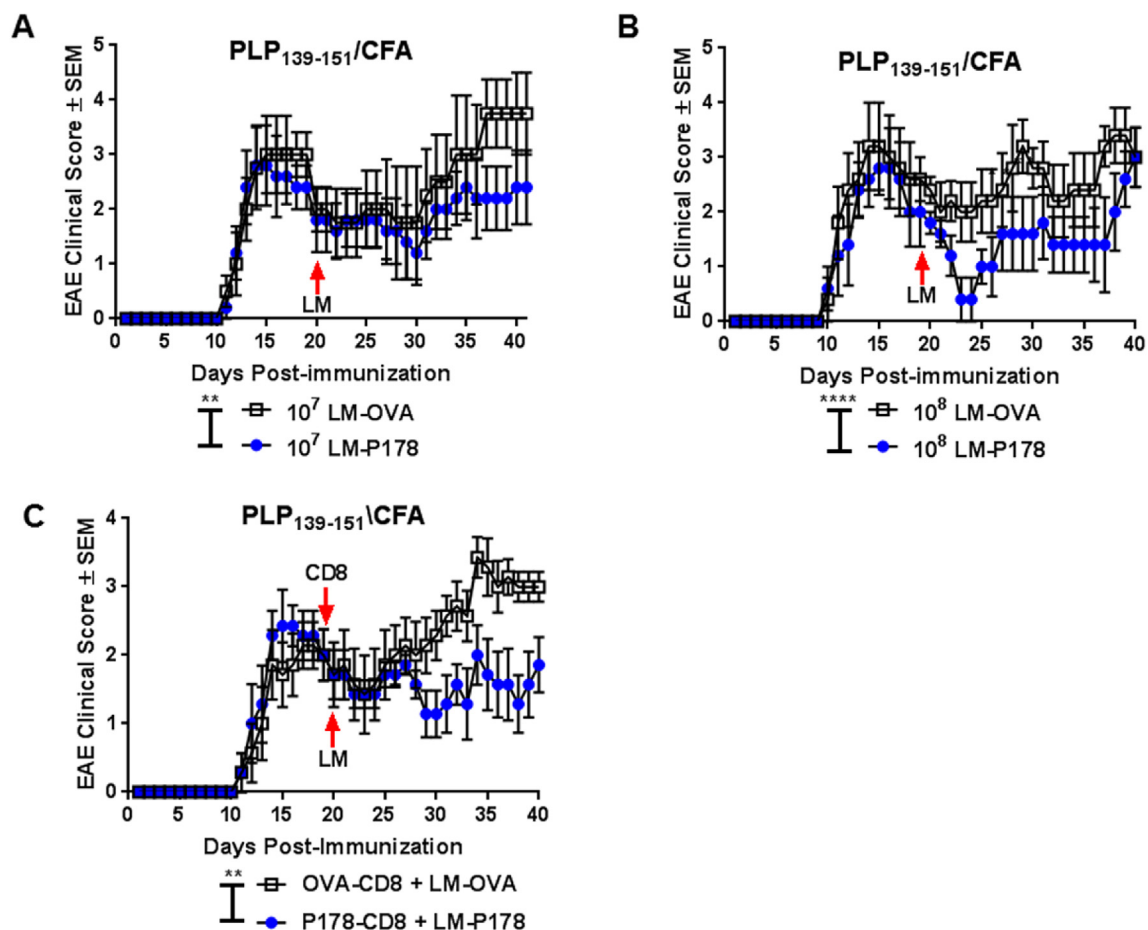 A
PLP139-151/CFA
EAE Clinical Score ± SEM
5
4
3
2
1
0
LM
0 5 10 15 20 25 30 35 40
Days Post-immunization
** 10^7 LM-OVA
10^7 LM-P178
B
PLP139-151/CFA
EAE Clinical Score ± SEM
5
4
3
2
1
0
LM
0 5 10 15 20 25 30 35 40
Days Post-immunization
**** 10^8 LM-OVA
10^8 LM-P178
C
PLP139-151\CFA
EAE Clinical Score ± SEM
4
3
2
1
0
CD8
LM
0 5 10 15 20 25 30 35 40
Days Post-Immunization
** OVA-CD8 + LM-OVA
P178-CD8 + LM-P178